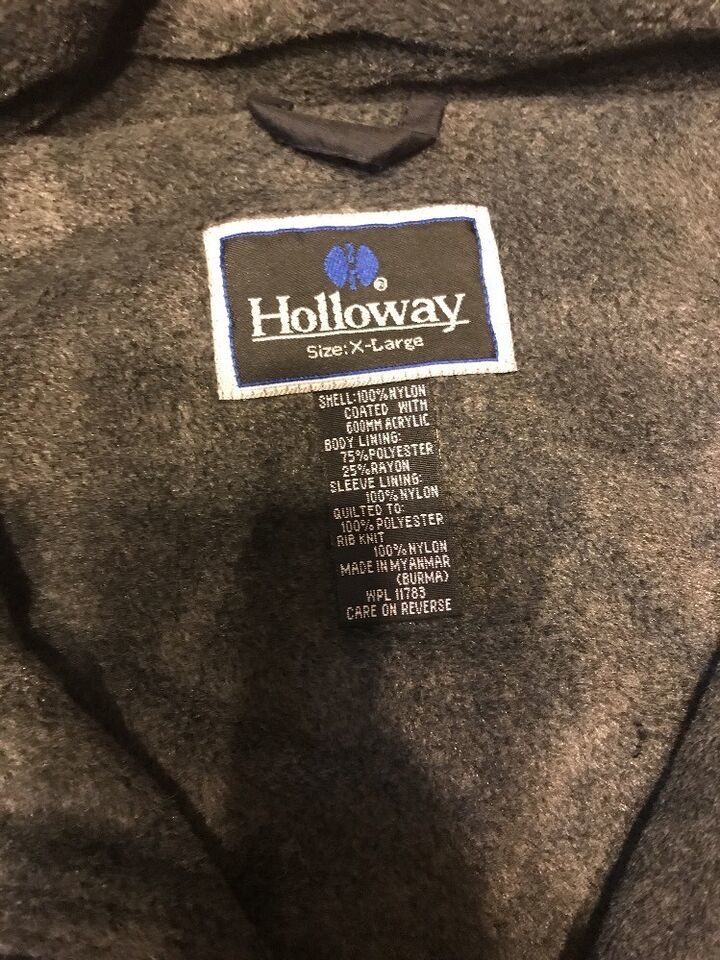 Holloway
Size: X-Large
SHELL:100%NYLON
COATED WITH
600MM ACRYLIC
BODY LINING:
75%POLYESTER
25%RAYON
SLEEVE LINING:
100%NYLON
QUILTED TO:
100%POLYESTER
RIB KNIT
100%NYLON
MADE IN MYANMAR
(BURMA)
WPL 11783
CARE ON REVERSE